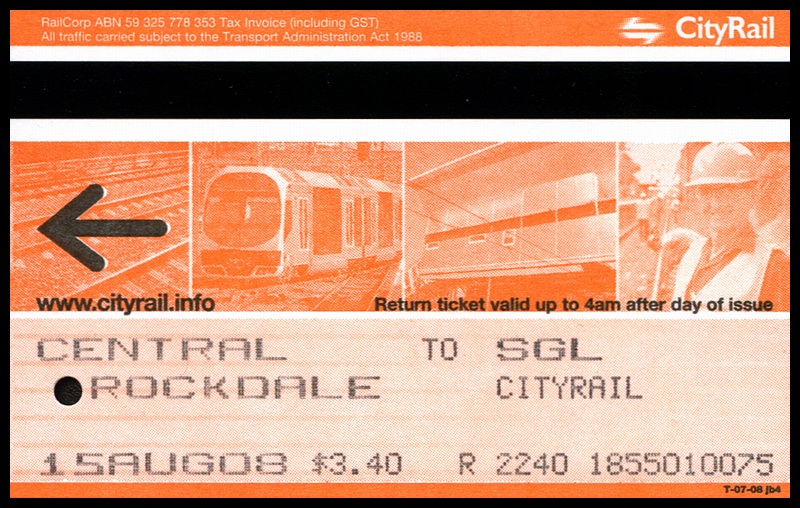 RailCorp ABN 59 325 778 353 Tax Invoice (including GST)
All traffic carried subject to the Transport Administration Act 1988
CityRail
www.cityrail.info
Return ticket valid up to 4am after day of issue
CENTRAL TO SGL
ROCKDALE CITYRAIL
15AUG08 $3.40 R 2240 1855010075
T-07-08 jb4